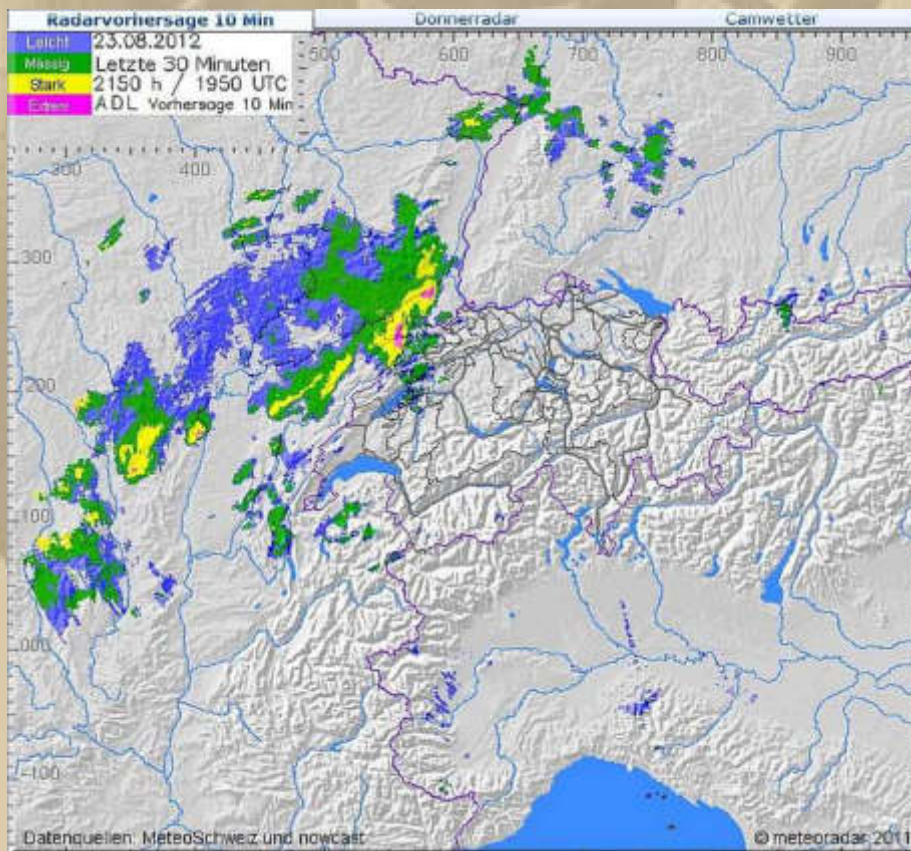 Radarvorhersage 10 Min Donnerradar Camwetter
Leicht 23.08.2012
Mässig Letzte 30 Minuten
Stark 2150 h / 1950 UTC
Extrem ADL Vorhersage 10 Min
500 600 700 800 900
300 400
300
200
100
000
-100
Datenquellen: MeteoSchweiz und nowcast © meteoradar 2011